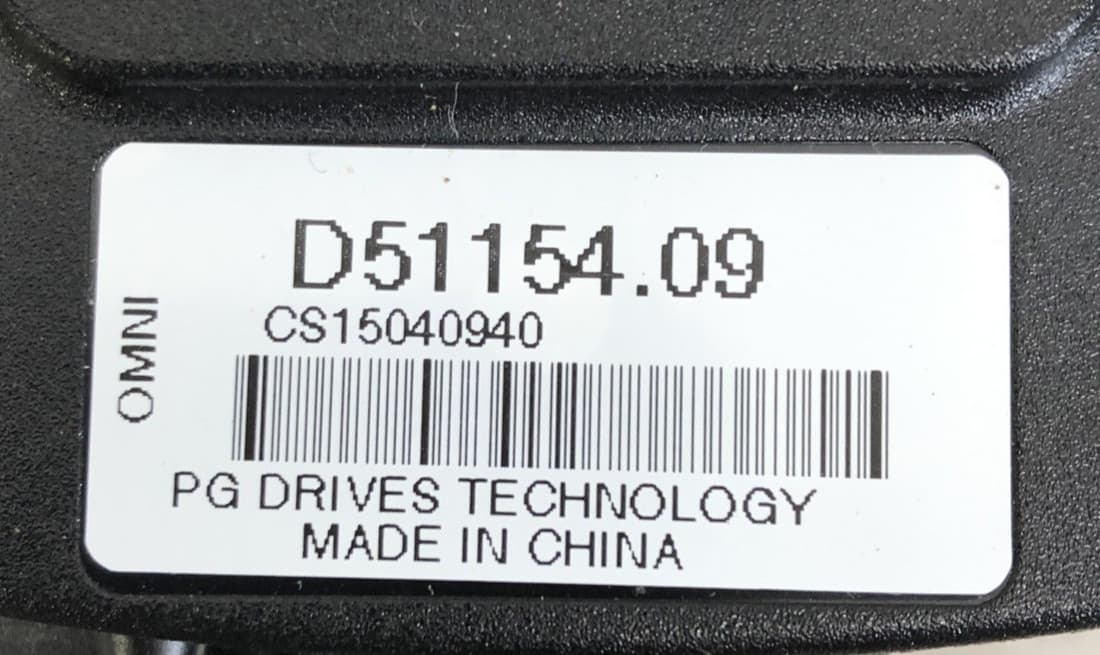 D51154.09
CS15040940
OMNI
PG DRIVES TECHNOLOGY
MADE IN CHINA